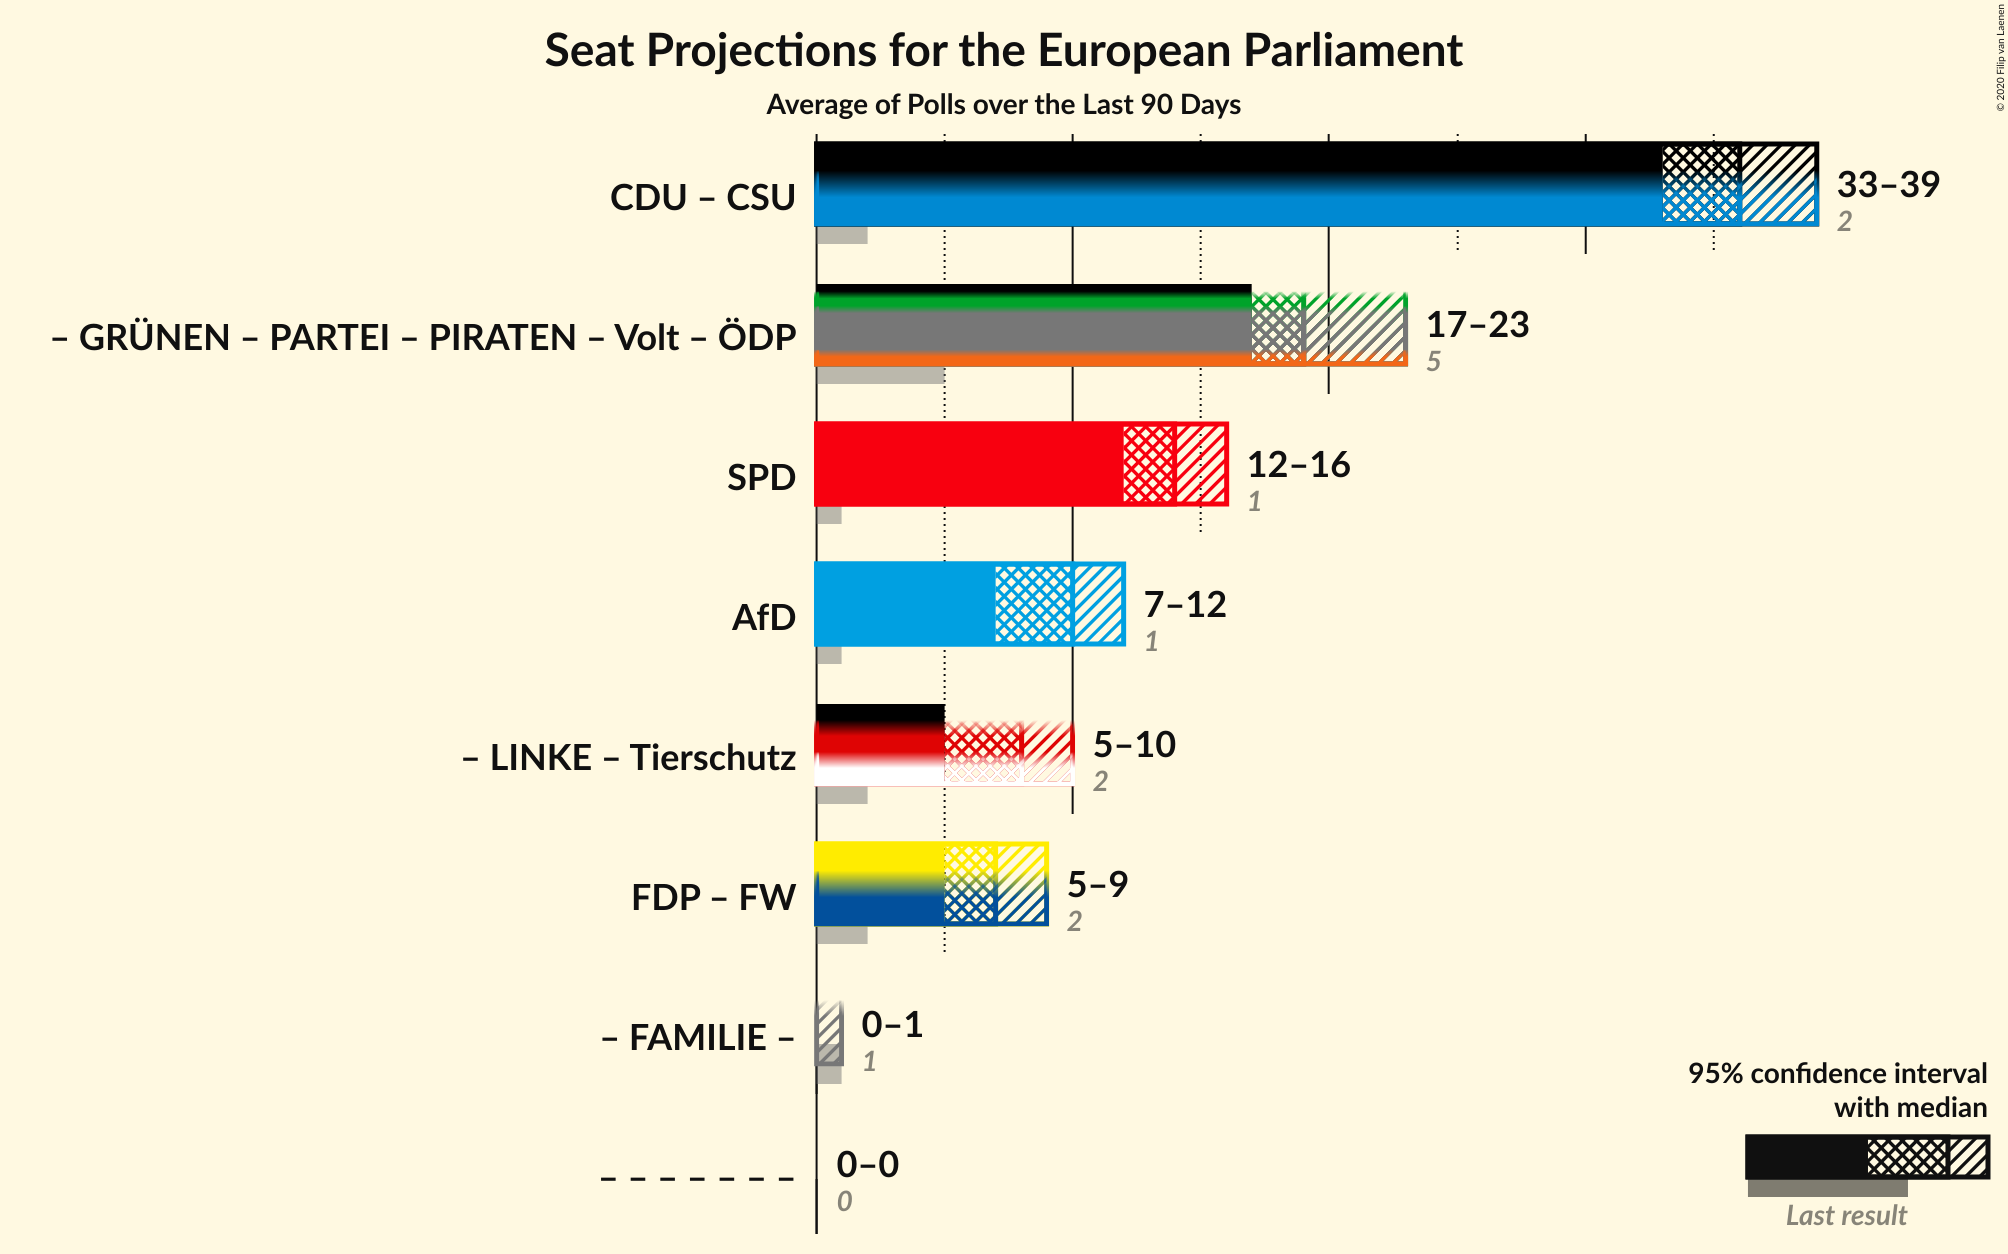 Seat Projections for the European Parliament
Average of Polls over the Last 90 Days
© 2020 Filip van Laenen
CDU – CSU
33–39
2
– GRÜNEN – PARTEI – PIRATEN – Volt – ÖDP
17–23
5
SPD
12–16
1
AfD
7–12
1
– LINKE – Tierschutz
5–10
2
FDP – FW
5–9
2
– FAMILIE –
0–1
1
– – – – – – –
0–0
0
95% confidence interval
with median
Last result